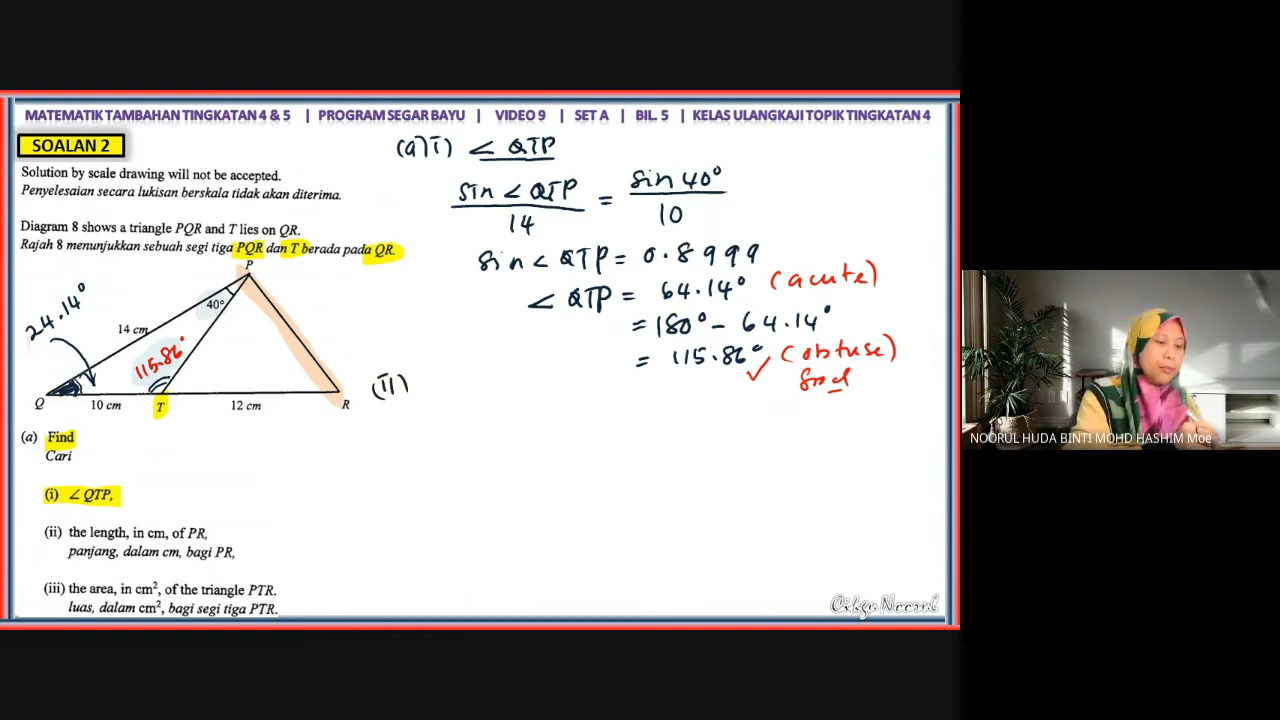 MATEMATIK TAMBAHAN TINGKATAN 4 & 5 | PROGRAM SEGAR BAYU | VIDEO 9 | SET A | BIL. 5 | KELAS ULANGKAJI TOPIK TINGKATAN 4
SOALAN 2
Solution by scale drawing will not be accepted.
Penyelesaian secara lukisan berskala tidak akan diterima.
Diagram 8 shows a triangle PQR and T lies on QR.
Rajah 8 menunjukkan sebuah segi tiga PQR dan T berada pada QR.
P
40°
24.14°
14 cm
115.86°
Q 10 cm T 12 cm R
(a) Find
Cari
(i) ∠QTP,
(ii) the length, in cm, of PR,
panjang, dalam cm, bagi PR,
(iii) the area, in cm², of the triangle PTR.
luas, dalam cm², bagi segi tiga PTR.
(a)(i) ∠QTP
sin∠QTP/14 = sin 40°/10
sin∠QTP = 0.8999
∠QTP = 64.14° (acute)
= 180° - 64.14°
= 115.86° ✓ (obtuse)
(ii)
Cikgu Noorul
NOORUL HUDA BINTI MOHD HASHIM Moe